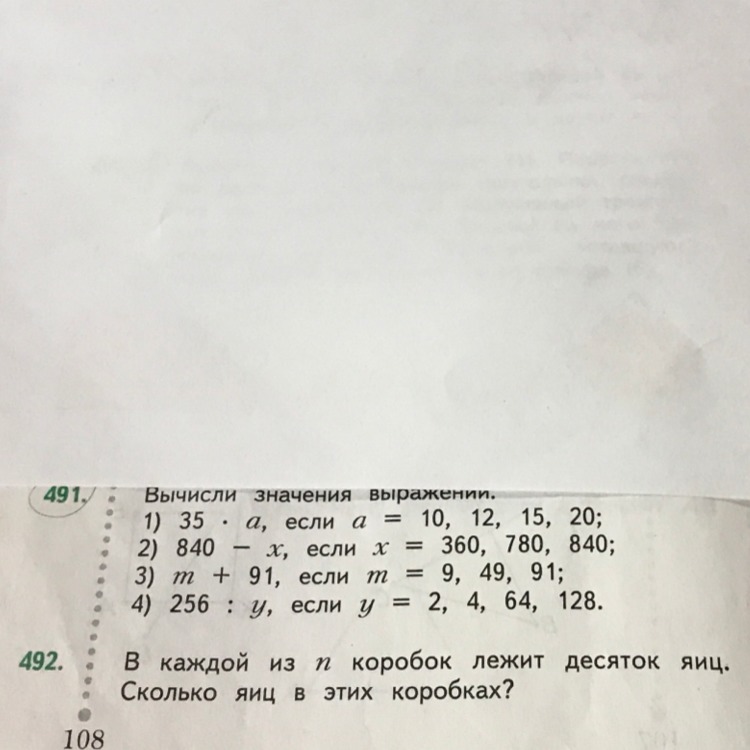 491. Вычисли значения выражений.
1) 35 · a, если a = 10, 12, 15, 20;
2) 840 − x, если x = 360, 780, 840;
3) m + 91, если m = 9, 49, 91;
4) 256 : y, если y = 2, 4, 64, 128.
492. В каждой из n коробок лежит десяток яиц.
Сколько яиц в этих коробках?
108